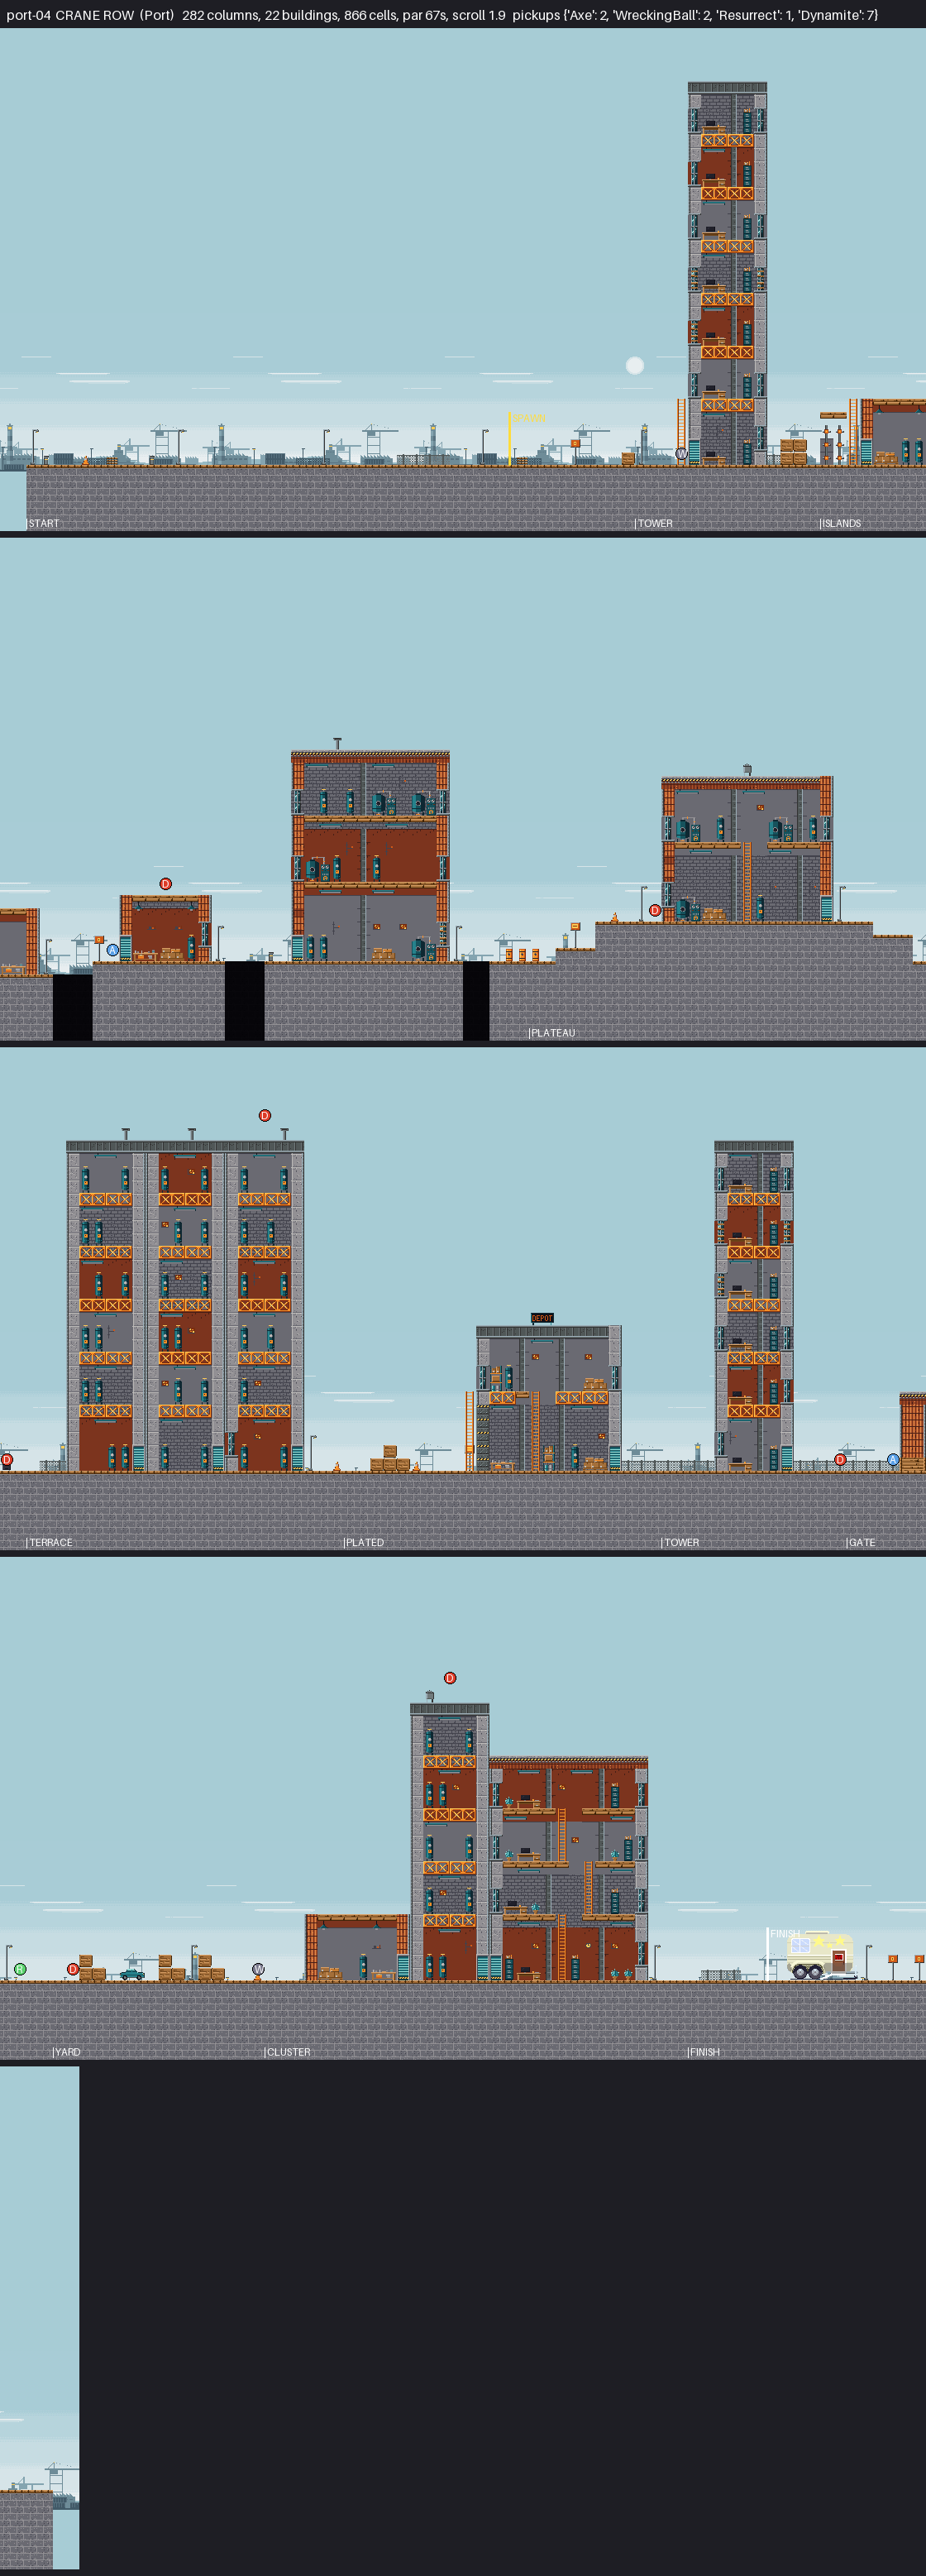 port-04 CRANE ROW (Port) 282 columns, 22 buildings, 866 cells, par 67s, scroll 1.9 pickups {'Axe': 2, 'WreckingBall': 2, 'Resurrect': 1, 'Dynamite': 7}
W
|START
|TOWER
|ISLANDS
D
A
D
|PLATEAU
D
DEPOT
D
D
A
|TERRACE
|PLATED
|TOWER
|GATE
D
FINISH
R
D
W
|YARD
|CLUSTER
|FINISH